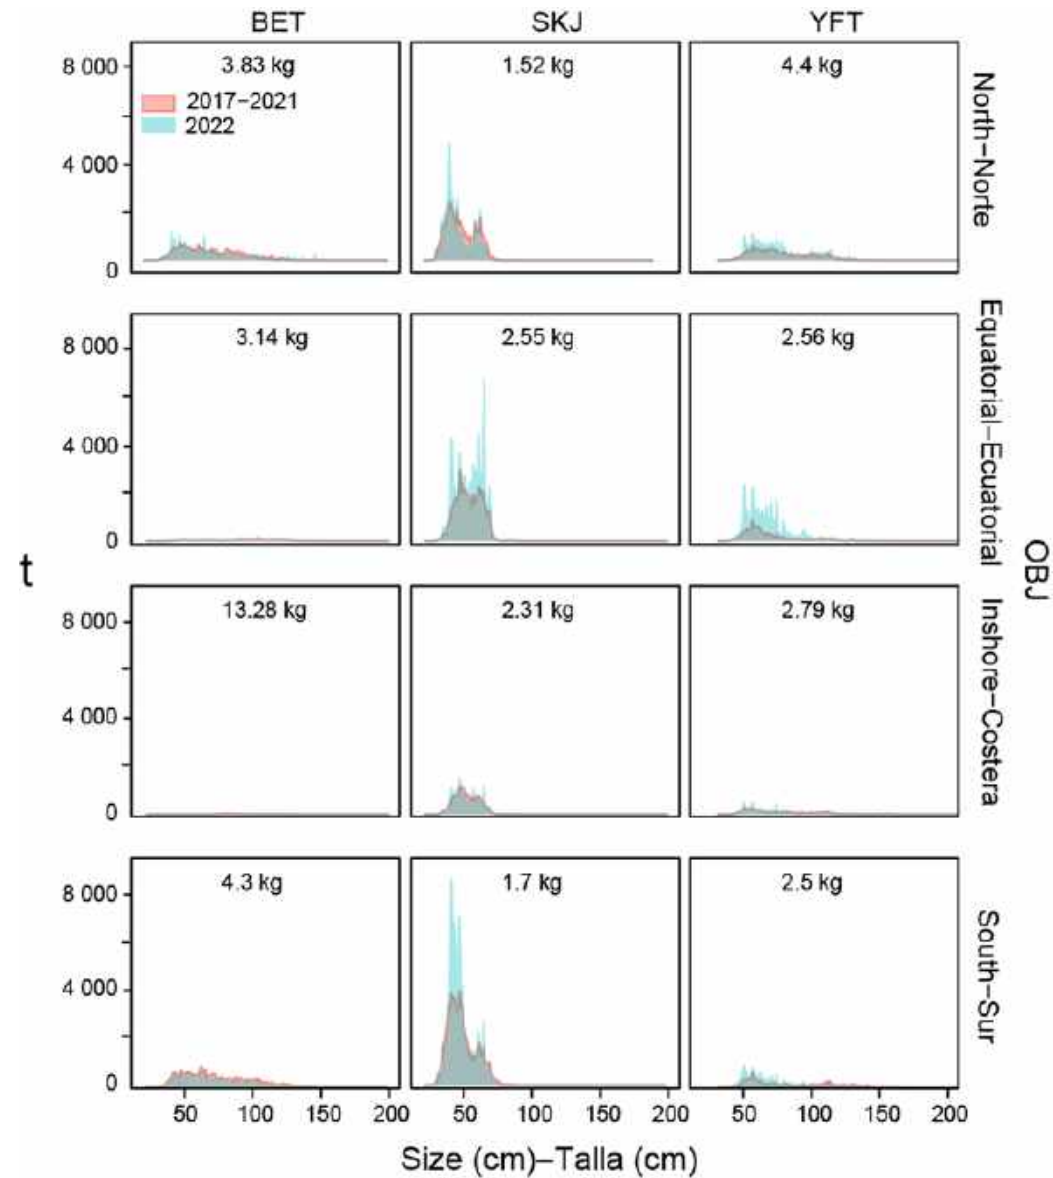 BET SKJ YFT
8 000
4 000
0
3.83 kg
2017–2021
2022
1.52 kg
4.4 kg
North–Norte
8 000
4 000
0
3.14 kg
2.55 kg
2.56 kg
Equatorial–Ecuatorial
t
OBJ
8 000
4 000
0
13.28 kg
2.31 kg
2.79 kg
Inshore–Costera
8 000
4 000
0
4.3 kg
1.7 kg
2.5 kg
South–Sur
50 100 150 200 50 100 150 200 50 100 150 200
Size (cm)–Talla (cm)